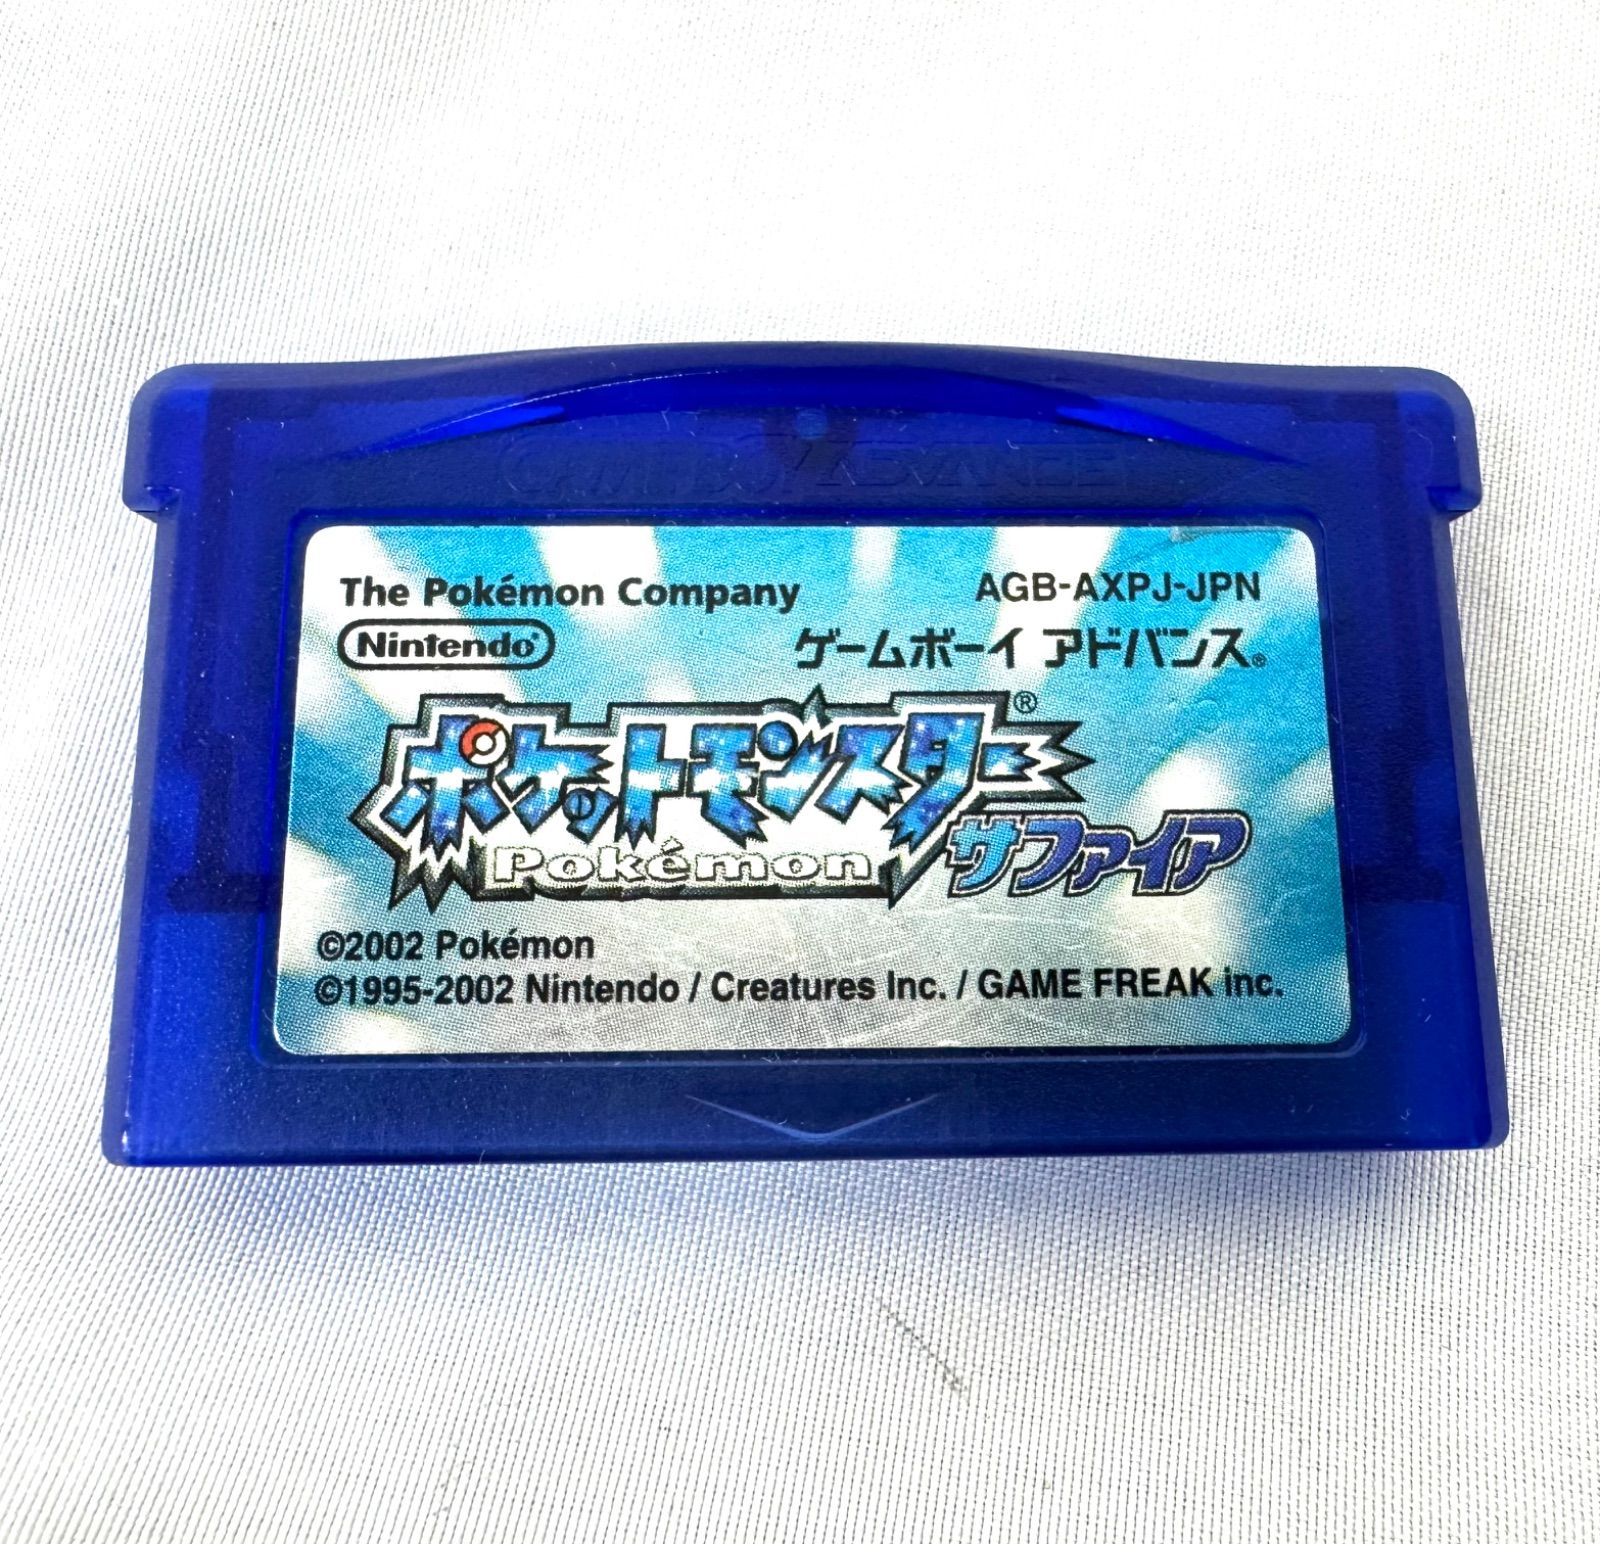 GAME BOY ADVANCE
The Pokémon Company
AGB-AXPJ-JPN
Nintendo®
ゲームボーイ アドバンス®
ポケットモンスター®
Pokémon
サファイア
©2002 Pokémon
©1995-2002 Nintendo / Creatures Inc. / GAME FREAK inc.